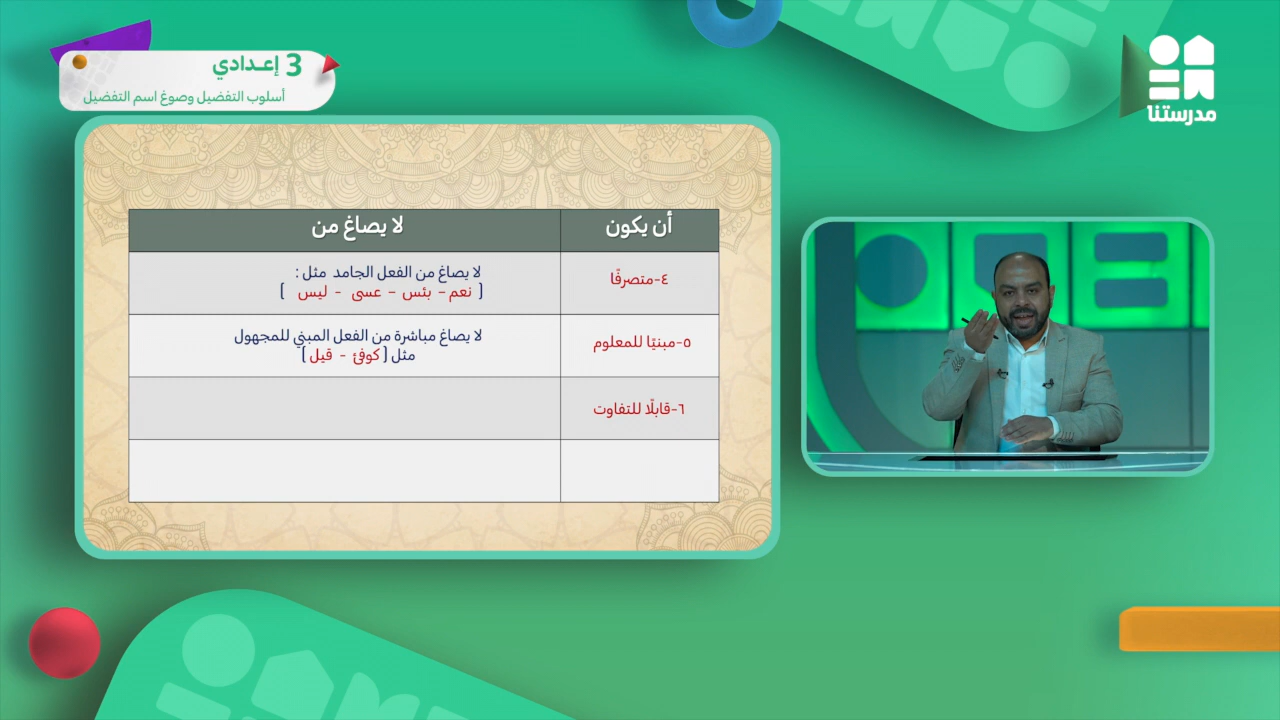 3 إعدادي
أسلوب التفضيل وصوغ اسم التفضيل
مدرستنا
أن يكون
لا يصاغ من
٤-متصرفًا
لا يصاغ من الفعل الجامد مثل :
[ نعم – بئس – عسى - ليس ]
٥-مبنيًا للمعلوم
لا يصاغ مباشرة من الفعل المبني للمجهول
مثل [ كوفئ - قيل ]
٦-قابلًا للتفاوت